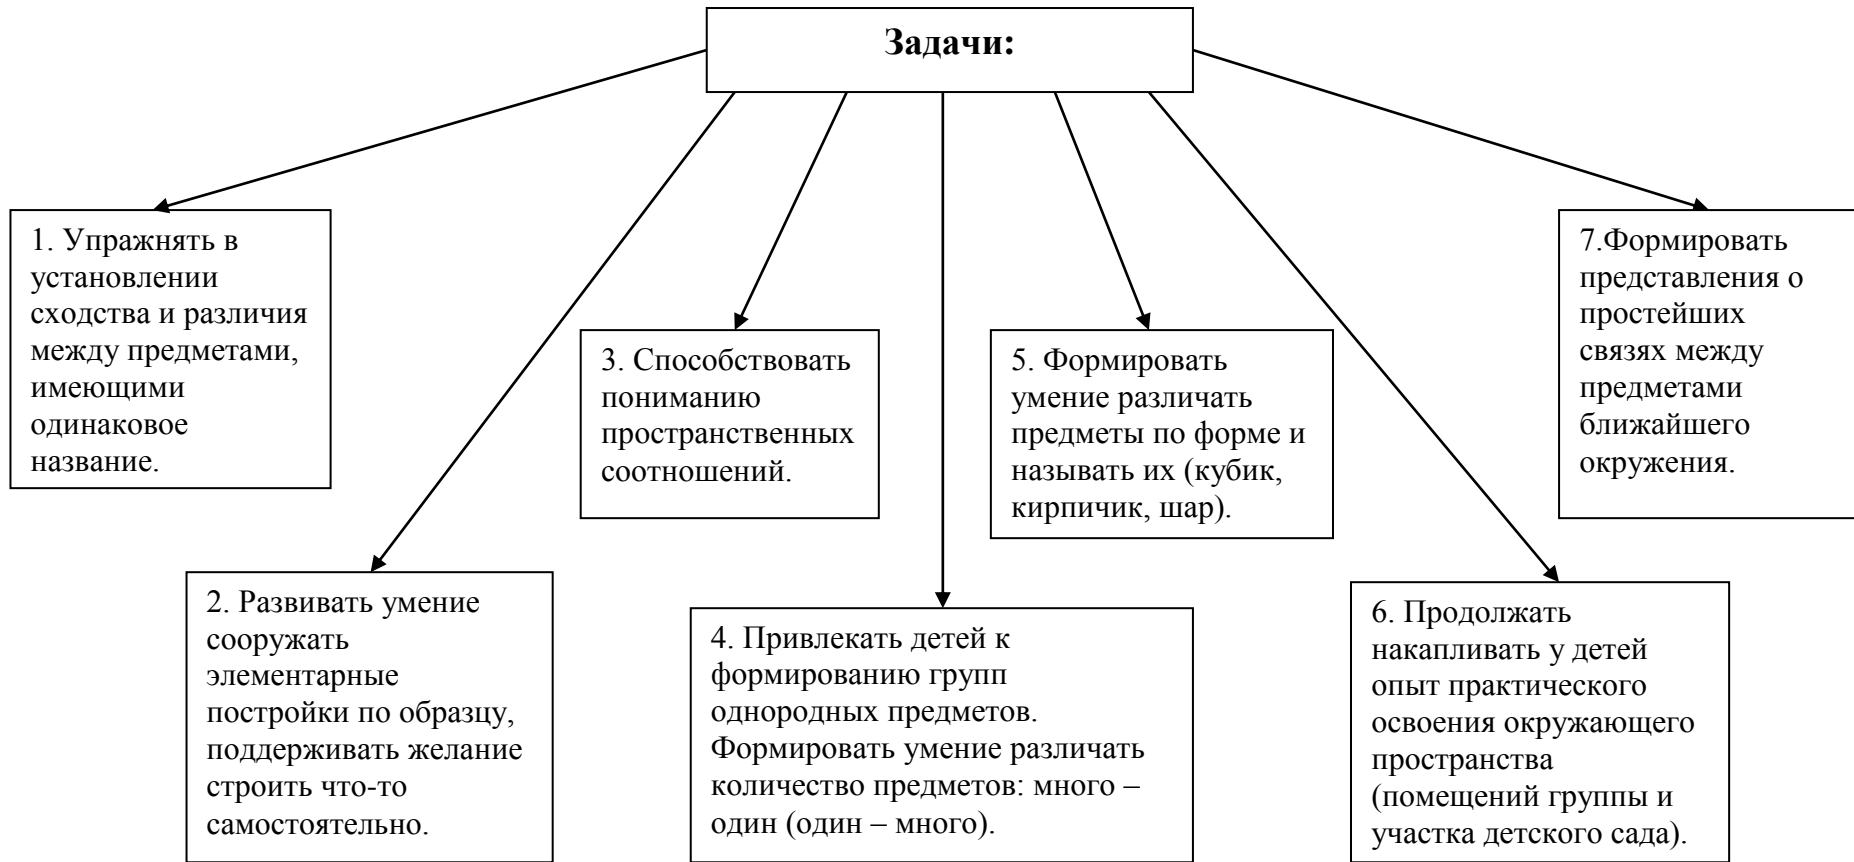 Задачи:
1. Упражнять в
установлении
сходства и различия
между предметами,
имеющими
одинаковое
название.
2. Развивать умение
сооружать
элементарные
постройки по образцу,
поддерживать желание
строить что-то
самостоятельно.
3. Способствовать
пониманию
пространственных
соотношений.
4. Привлекать детей к
формированию групп
однородных предметов.
Формировать умение различать
количество предметов: много –
один (один – много).
5. Формировать
умение различать
предметы по форме и
называть их (кубик,
кирпичик, шар).
6. Продолжать
накапливать у детей
опыт практического
освоения окружающего
пространства
(помещений группы и
участка детского сада).
7.Формировать
представления о
простейших
связях между
предметами
ближайшего
окружения.